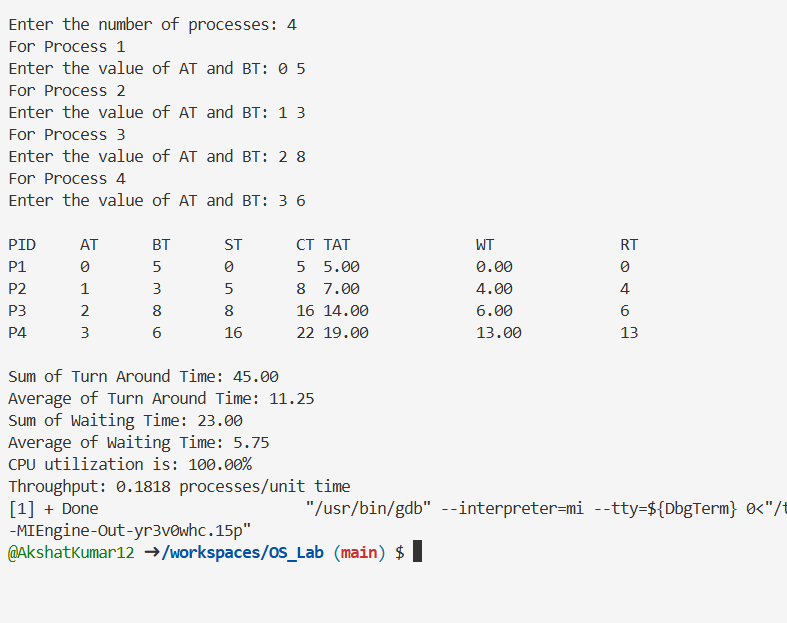 Enter the number of processes: 4
For Process 1
Enter the value of AT and BT: 0 5
For Process 2
Enter the value of AT and BT: 1 3
For Process 3
Enter the value of AT and BT: 2 8
For Process 4
Enter the value of AT and BT: 3 6
PID AT BT ST CT TAT WT RT
P1 0 5 0 5 5.00 0.00 0
P2 1 3 5 8 7.00 4.00 4
P3 2 8 8 16 14.00 6.00 6
P4 3 6 16 22 19.00 13.00 13
Sum of Turn Around Time: 45.00
Average of Turn Around Time: 11.25
Sum of Waiting Time: 23.00
Average of Waiting Time: 5.75
CPU utilization is: 100.00%
Throughput: 0.1818 processes/unit time
[1] + Done "/usr/bin/gdb" --interpreter=mi --tty=${DbgTerm} 0<"/t
-MIEngine-Out-yr3v0whc.15p"
@AkshatKumar12 ➜/workspaces/OS_Lab (main) $